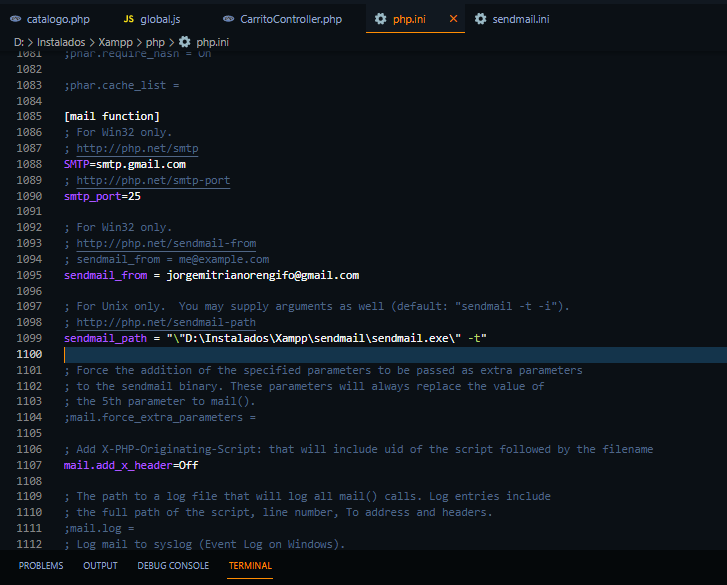 catalogo.php JS global.js CarritoController.php php.ini × sendmail.ini
D: > Instalados > Xampp > php > php.ini
1081 ;phar.require_hash = On
1082
1083 ;phar.cache_list =
1084
1085 [mail function]
1086 ; For Win32 only.
1087 ; http://php.net/smtp
1088 SMTP=smtp.gmail.com
1089 ; http://php.net/smtp-port
1090 smtp_port=25
1091
1092 ; For Win32 only.
1093 ; http://php.net/sendmail-from
1094 ; sendmail_from = me@example.com
1095 sendmail_from = jorgemitrianorengifo@gmail.com
1096
1097 ; For Unix only.  You may supply arguments as well (default: "sendmail -t -i").
1098 ; http://php.net/sendmail-path
1099 sendmail_path = "\"D:\Instalados\Xampp\sendmail\sendmail.exe\" -t"
1100
1101 ; Force the addition of the specified parameters to be passed as extra parameters
1102 ; to the sendmail binary. These parameters will always replace the value of
1103 ; the 5th parameter to mail().
1104 ;mail.force_extra_parameters =
1105
1106 ; Add X-PHP-Originating-Script: that will include uid of the script followed by the filename
1107 mail.add_x_header=Off
1108
1109 ; The path to a log file that will log all mail() calls. Log entries include
1110 ; the full path of the script, line number, To address and headers.
1111 ;mail.log =
1112 ; Log mail to syslog (Event Log on Windows).
PROBLEMS OUTPUT DEBUG CONSOLE TERMINAL